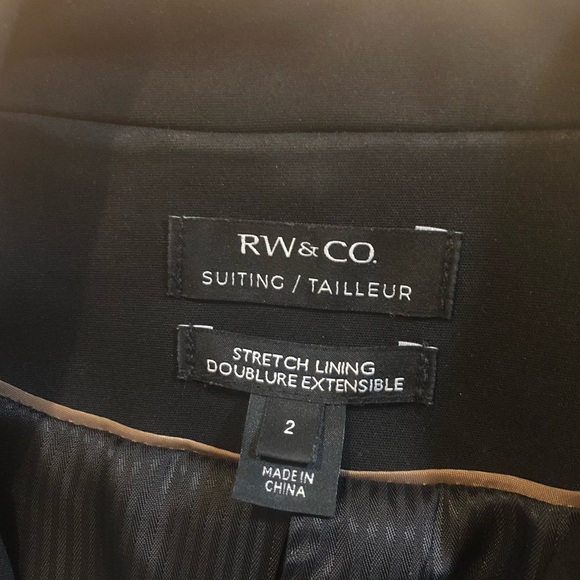 RW&CO.
SUITING / TAILLEUR
STRETCH LINING
DOUBLURE EXTENSIBLE
2
MADE IN
CHINA